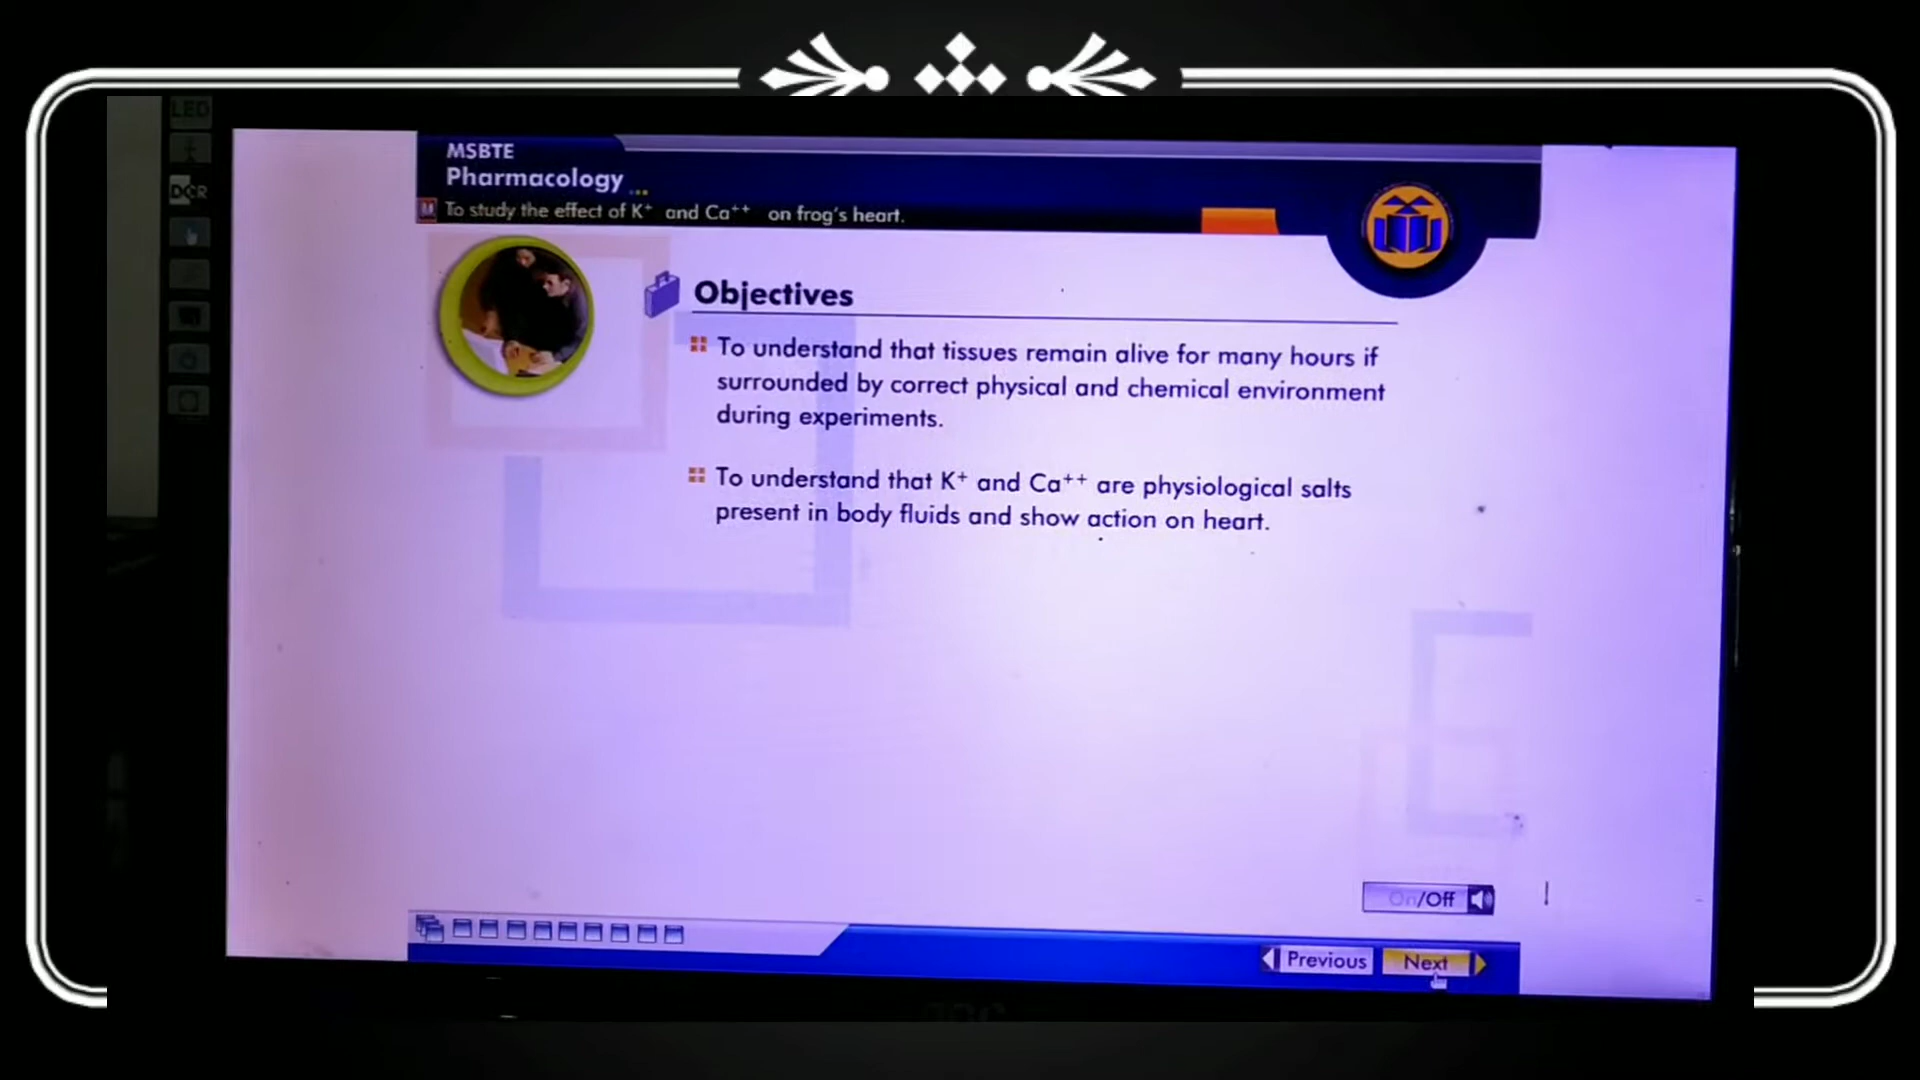 LED
DCR
MSBTE
Pharmacology ...
To study the effect of K⁺ and Ca⁺⁺ on frog's heart.
Objectives
To understand that tissues remain alive for many hours if
surrounded by correct physical and chemical environment
during experiments.
To understand that K⁺ and Ca⁺⁺ are physiological salts
present in body fluids and show action on heart.
On/Off
Previous
Next